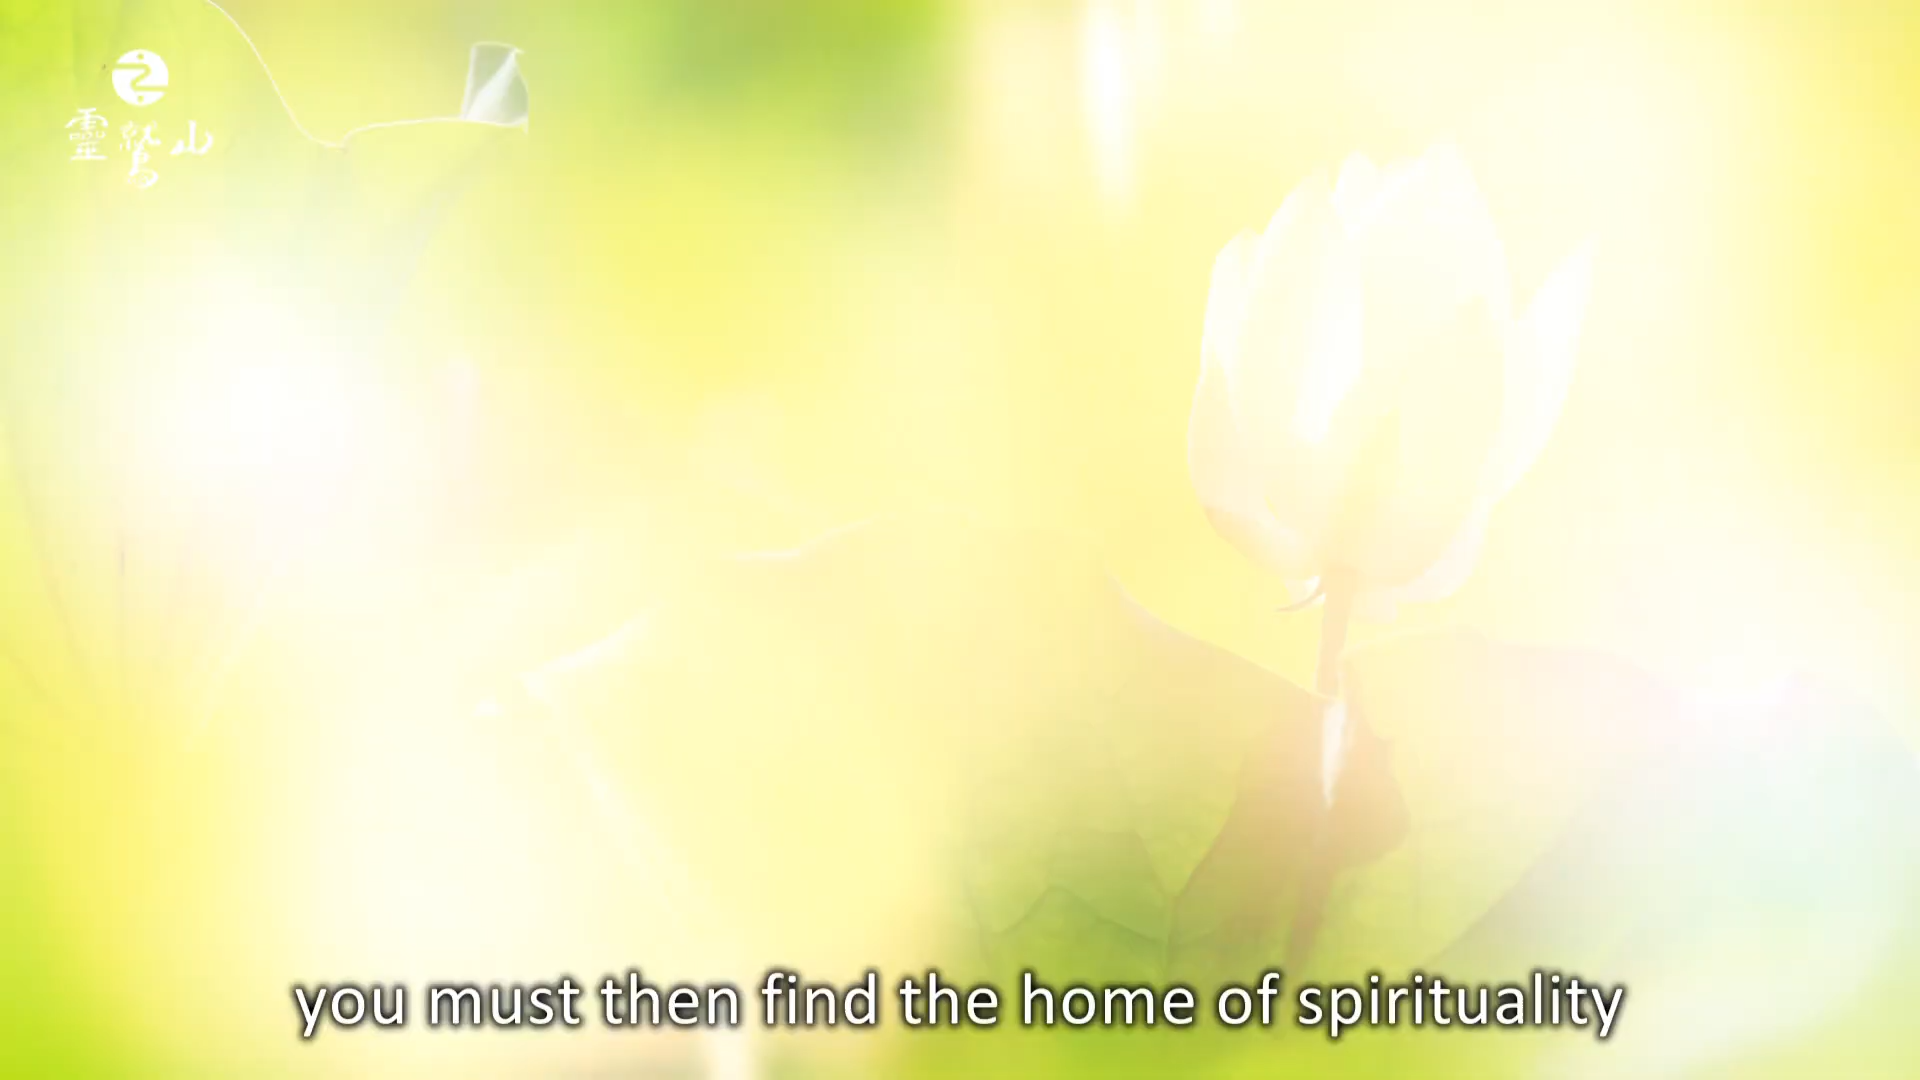 靈鷲山
you must then find the home of spirituality